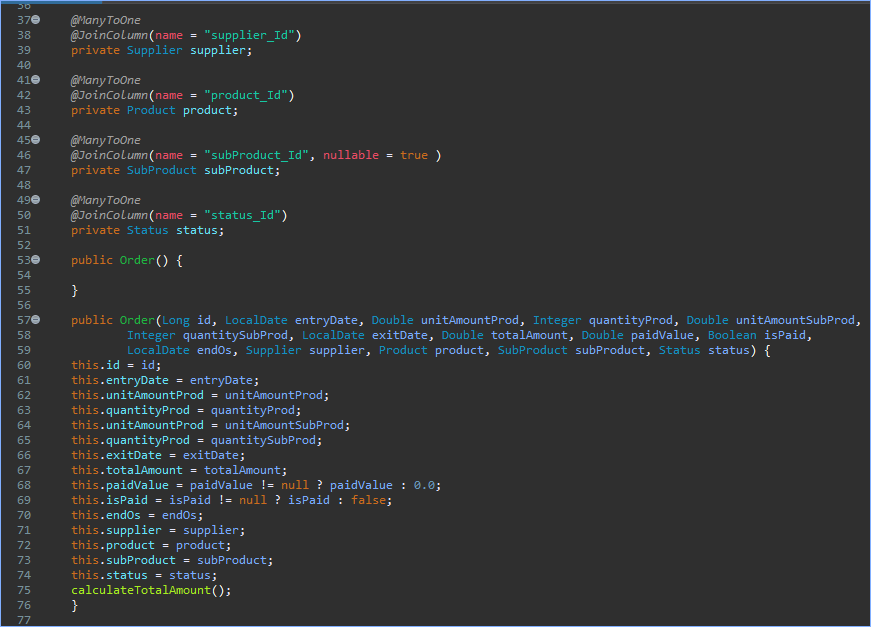 36
37 @ManyToOne
38 @JoinColumn(name = "supplier_Id")
39 private Supplier supplier;
40
41 @ManyToOne
42 @JoinColumn(name = "product_Id")
43 private Product product;
44
45 @ManyToOne
46 @JoinColumn(name = "subProduct_Id", nullable = true )
47 private SubProduct subProduct;
48
49 @ManyToOne
50 @JoinColumn(name = "status_Id")
51 private Status status;
52
53 public Order() {
54
55 }
56
57 public Order(Long id, LocalDate entryDate, Double unitAmountProd, Integer quantityProd, Double unitAmountSubProd,
58 Integer quantitySubProd, LocalDate exitDate, Double totalAmount, Double paidValue, Boolean isPaid,
59 LocalDate endOs, Supplier supplier, Product product, SubProduct subProduct, Status status) {
60 this.id = id;
61 this.entryDate = entryDate;
62 this.unitAmountProd = unitAmountProd;
63 this.quantityProd = quantityProd;
64 this.unitAmountProd = unitAmountSubProd;
65 this.quantityProd = quantitySubProd;
66 this.exitDate = exitDate;
67 this.totalAmount = totalAmount;
68 this.paidValue = paidValue != null ? paidValue : 0.0;
69 this.isPaid = isPaid != null ? isPaid : false;
70 this.endOs = endOs;
71 this.supplier = supplier;
72 this.product = product;
73 this.subProduct = subProduct;
74 this.status = status;
75 calculateTotalAmount();
76 }
77